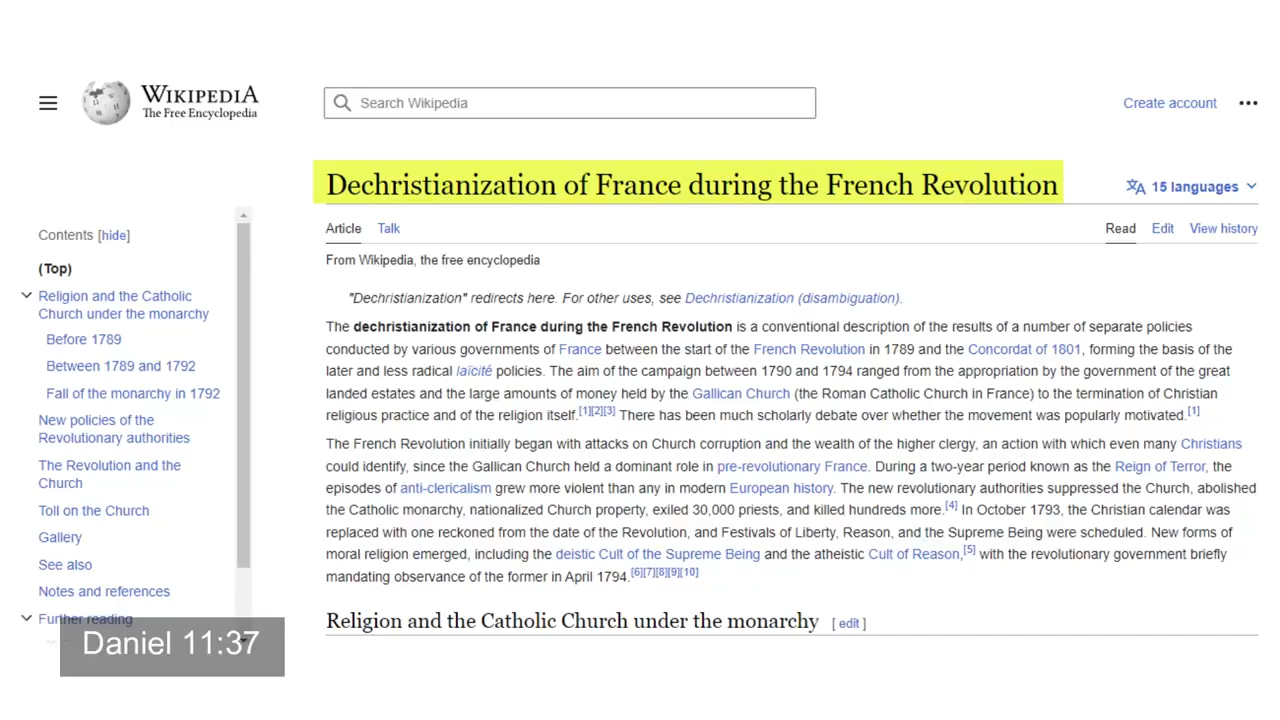 WIKIPEDIA
The Free Encyclopedia
Search Wikipedia
Create account
Dechristianization of France during the French Revolution
15 languages
Contents [hide]
(Top)
Religion and the Catholic
Church under the monarchy
Before 1789
Between 1789 and 1792
Fall of the monarchy in 1792
New policies of the
Revolutionary authorities
The Revolution and the
Church
Toll on the Church
Gallery
See also
Notes and references
Further reading
Article Talk
Read Edit View history
From Wikipedia, the free encyclopedia
"Dechristianization" redirects here. For other uses, see Dechristianization (disambiguation).
The dechristianization of France during the French Revolution is a conventional description of the results of a number of separate policies
conducted by various governments of France between the start of the French Revolution in 1789 and the Concordat of 1801, forming the basis of the
later and less radical laïcité policies. The aim of the campaign between 1790 and 1794 ranged from the appropriation by the government of the great
landed estates and the large amounts of money held by the Gallican Church (the Roman Catholic Church in France) to the termination of Christian
religious practice and of the religion itself.[1][2][3] There has been much scholarly debate over whether the movement was popularly motivated.[1]
The French Revolution initially began with attacks on Church corruption and the wealth of the higher clergy, an action with which even many Christians
could identify, since the Gallican Church held a dominant role in pre-revolutionary France. During a two-year period known as the Reign of Terror, the
episodes of anti-clericalism grew more violent than any in modern European history. The new revolutionary authorities suppressed the Church, abolished
the Catholic monarchy, nationalized Church property, exiled 30,000 priests, and killed hundreds more.[4] In October 1793, the Christian calendar was
replaced with one reckoned from the date of the Revolution, and Festivals of Liberty, Reason, and the Supreme Being were scheduled. New forms of
moral religion emerged, including the deistic Cult of the Supreme Being and the atheistic Cult of Reason,[5] with the revolutionary government briefly
mandating observance of the former in April 1794.[6][7][8][9][10]
Religion and the Catholic Church under the monarchy [ edit ]
Daniel 11:37